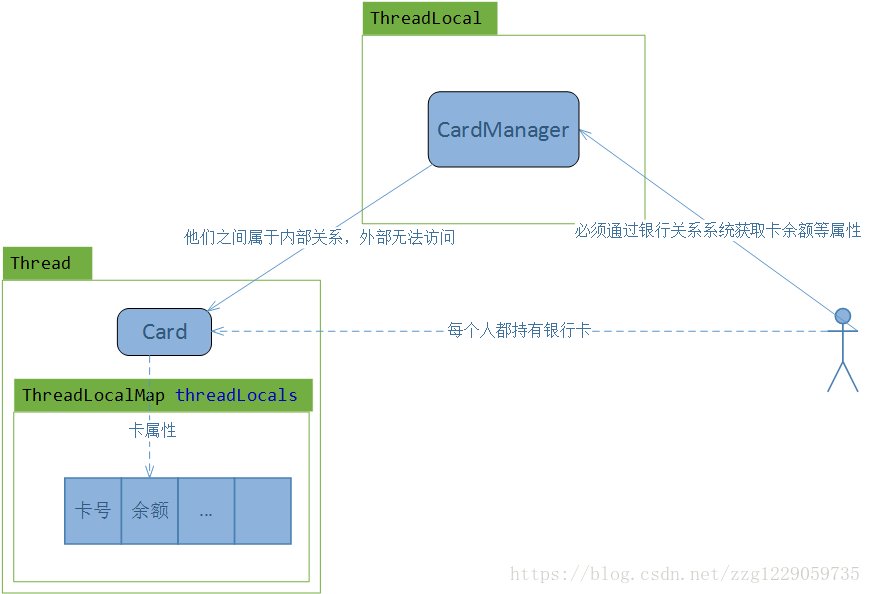 ThreadLocal
CardManager
他们之间属于内部关系，外部无法访问
必须通过银行关系系统获取卡余额等属性
Thread
Card
每个人都持有银行卡
ThreadLocalMap threadLocals
卡属性
卡号 余额 ...
https://blog.csdn.net/zzg1229059735